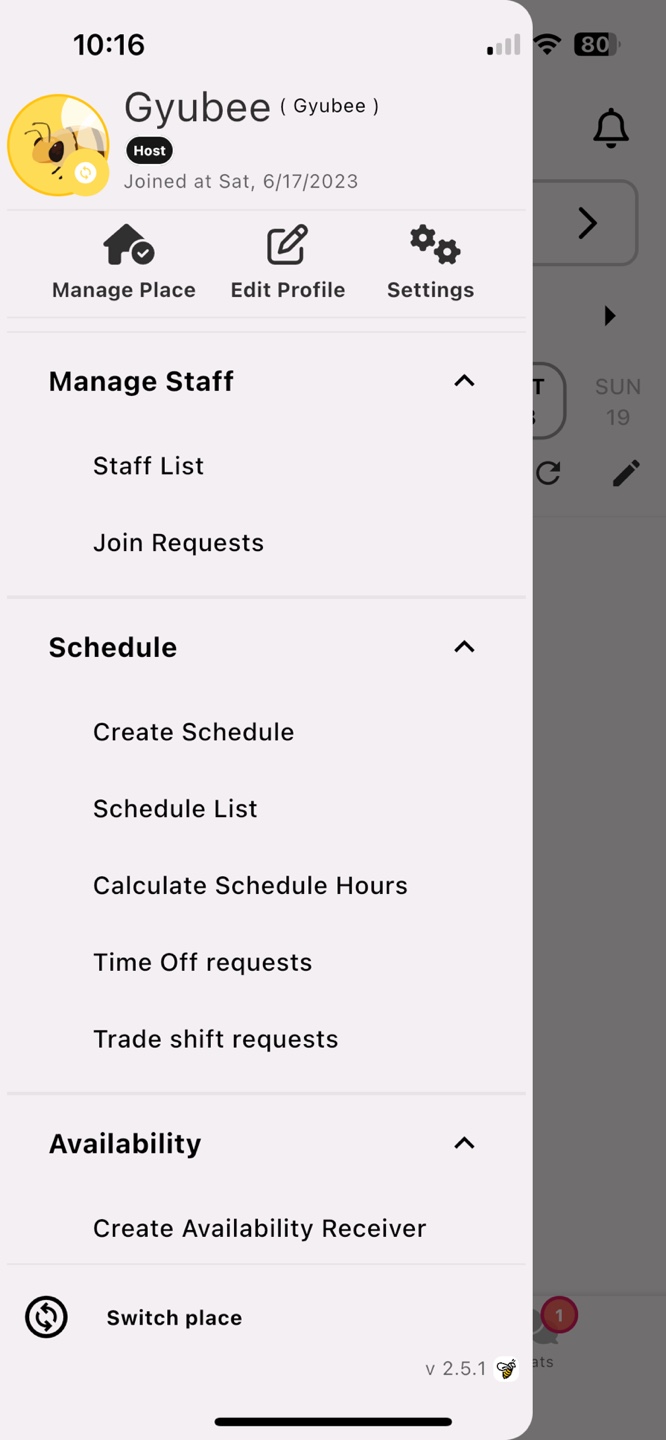 10:16
80
Gyubee ( Gyubee )
Host
Joined at Sat, 6/17/2023
Manage Place
Edit Profile
Settings
Manage Staff
SUN
19
Staff List
Join Requests
Schedule
Create Schedule
Schedule List
Calculate Schedule Hours
Time Off requests
Trade shift requests
Availability
Create Availability Receiver
Switch place
1
ats
v 2.5.1